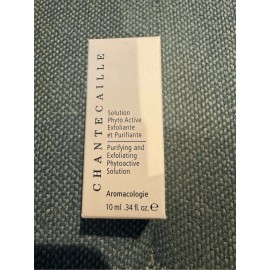 CHANTECAILLE
Solution
Phyto Active
Exfoliante
et Purifiante
Purifying and
Exfoliating
Phytoactive
Solution
Aromacologie
10 ml .34 fl. oz. ℮